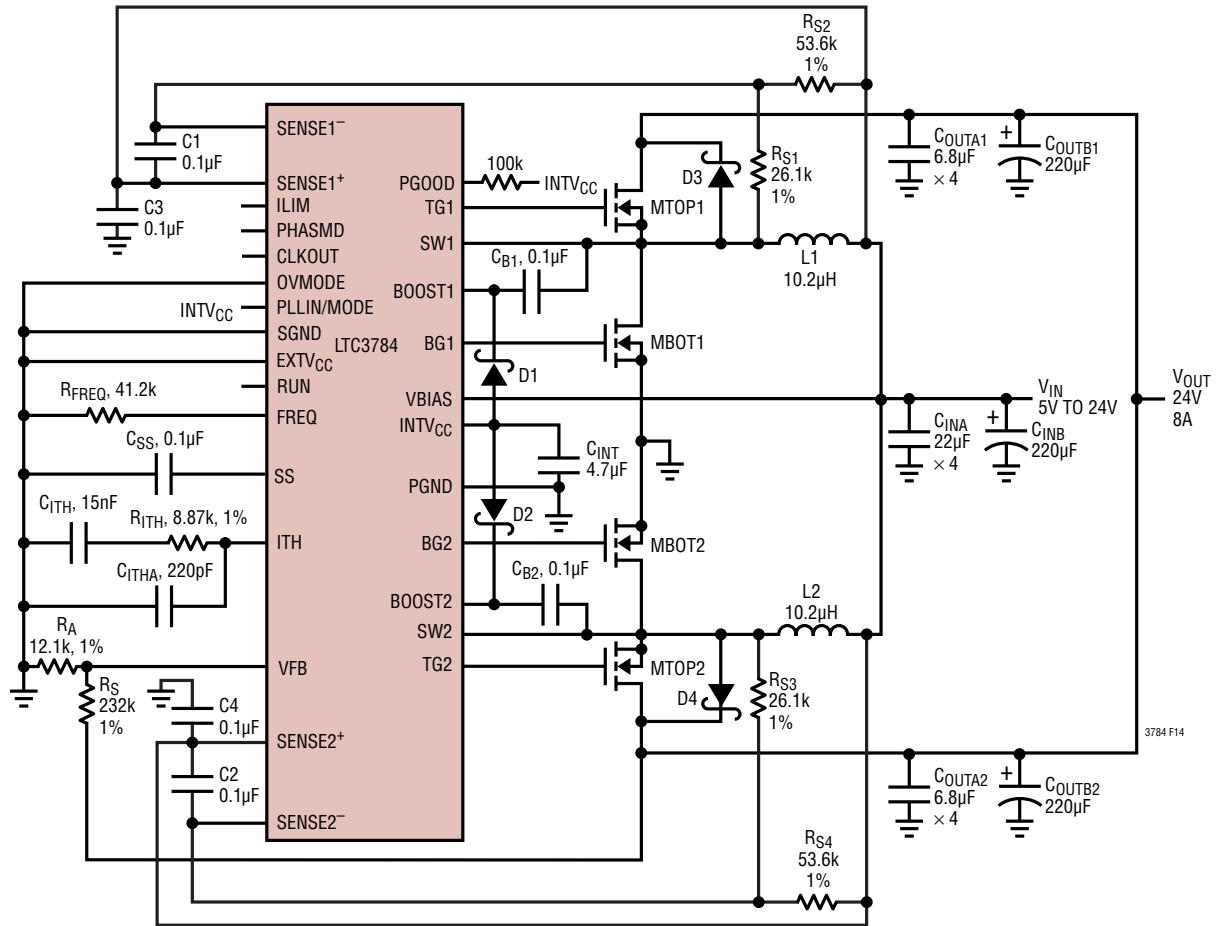 RS2
53.6k
1%
SENSE1–
C1
0.1µF
SENSE1+
C3
0.1µF
ILIM
PHASMD
CLKOUT
OVMODE
INTVCC
PLLIN/MODE
SGND
LTC3784
EXTVCC
RUN
RFREQ, 41.2k
FREQ
CSS, 0.1µF
SS
CITH, 15nF
RITH, 8.87k, 1%
ITH
CITHA, 220pF
RA
12.1k, 1%
VFB
RS
232k
1%
C4
0.1µF
SENSE2+
C2
0.1µF
SENSE2–
100k
PGOOD
INTVCC
TG1
MTOP1
SW1
CB1, 0.1µF
BOOST1
BG1
MBOT1
D1
VBIAS
INTVCC
CINT
4.7µF
PGND
D2
BG2
MBOT2
CB2, 0.1µF
BOOST2
SW2
TG2
MTOP2
D3
RS1
26.1k
1%
L1
10.2µH
L2
10.2µH
D4
RS3
26.1k
1%
RS4
53.6k
1%
COUTA1
6.8µF
× 4
+
COUTB1
220µF
VIN
5V TO 24V
CINA
22µF
× 4
+
CINB
220µF
VOUT
24V
8A
COUTA2
6.8µF
× 4
+
COUTB2
220µF
3784 F14